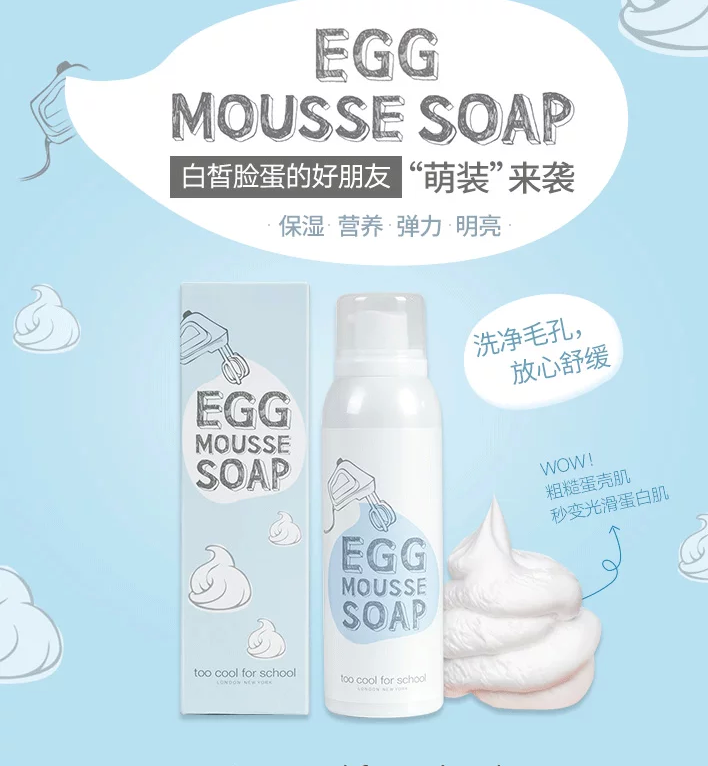 EGG
MOUSSE SOAP
白皙脸蛋的好朋友 “萌装”来袭
· 保湿 · 营养 · 弹力 · 明亮 ·
洗净毛孔，
放心舒缓
WOW！
粗糙蛋壳肌
秒变光滑蛋白肌
EGG
MOUSSE
SOAP
too cool for school
LONDON NEW YORK
EGG
MOUSSE
SOAP
too cool for school
LONDON NEW YORK